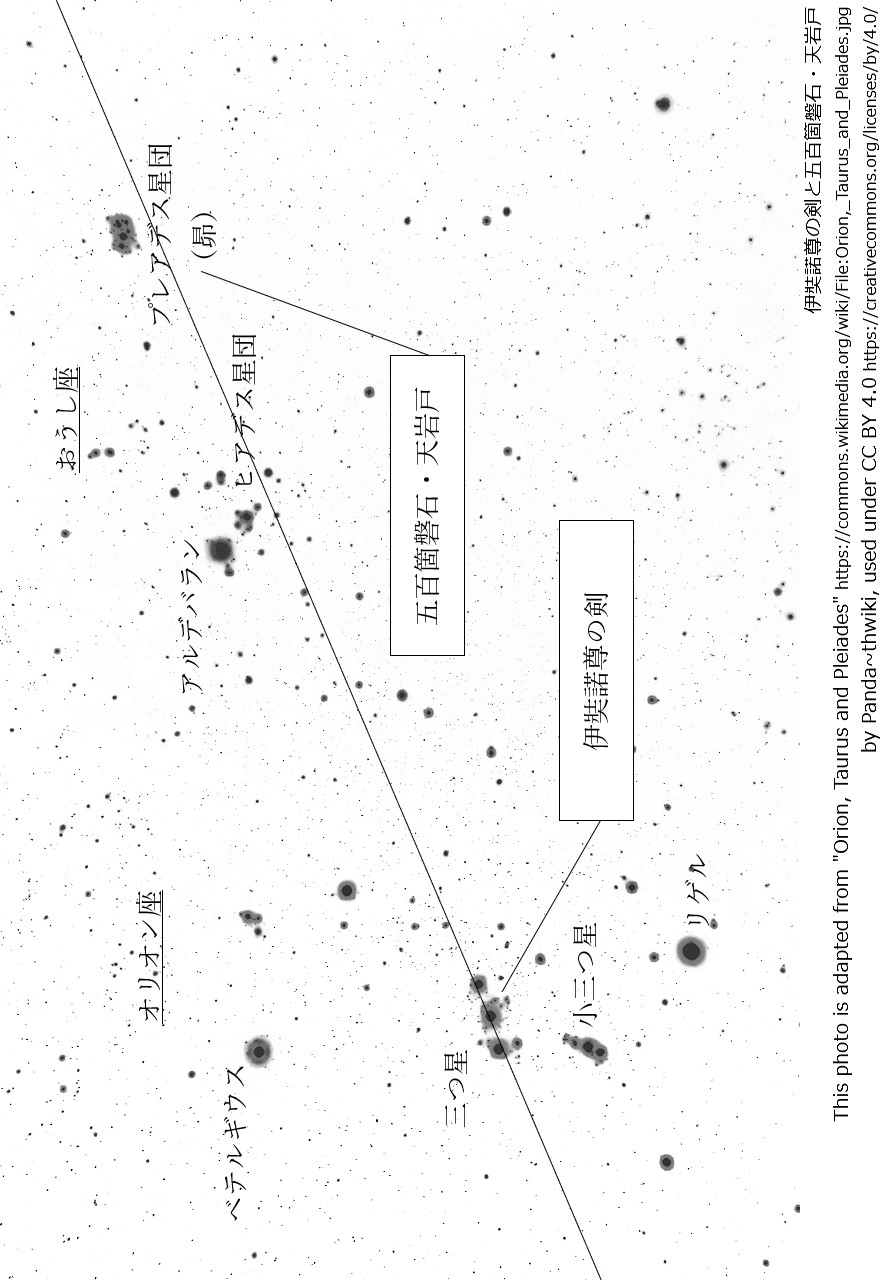 おうし座
オリオン座
プレアデス星団
(昴)
アルデバラン
ベテルギウス
ヒアデス星団
五百箇磐石・天岩戸
三つ星
小三つ星
伊奘諾尊の剣
リゲル
伊奘諾尊の剣と五百箇磐石・天岩戸
This photo is adapted from "Orion, Taurus and Pleiades" https://commons.wikimedia.org/wiki/File:Orion,_Taurus_and_Pleiades.jpg
by Panda~thwiki, used under CC BY 4.0 https://creativecommons.org/licenses/by/4.0/